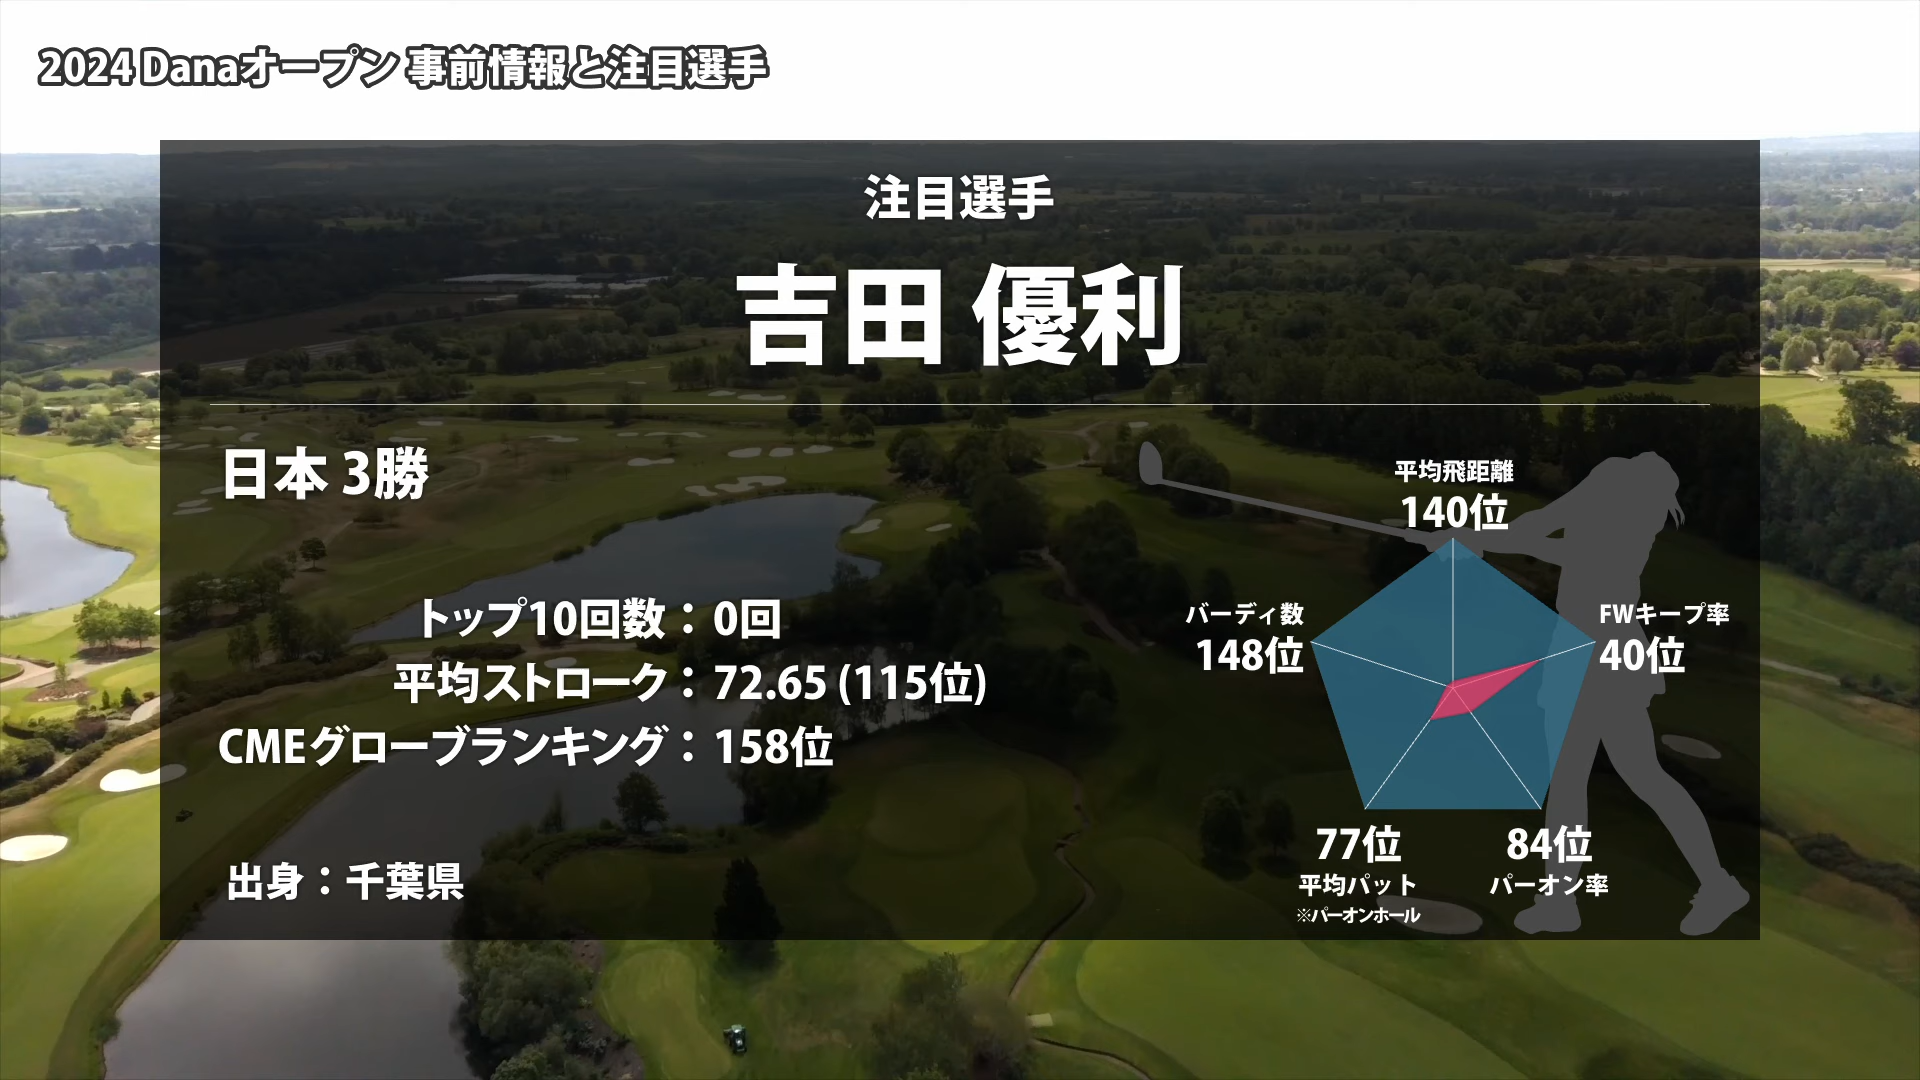 2024 Danaオープン 事前情報と注目選手
注目選手
吉田 優利
日本 3勝
トップ10回数：0回
平均ストローク：72.65 (115位)
CMEグローブランキング：158位
出身：千葉県
平均飛距離
140位
バーディ数
148位
FWキープ率
40位
77位
平均パット
※パーオンホール
84位
パーオン率